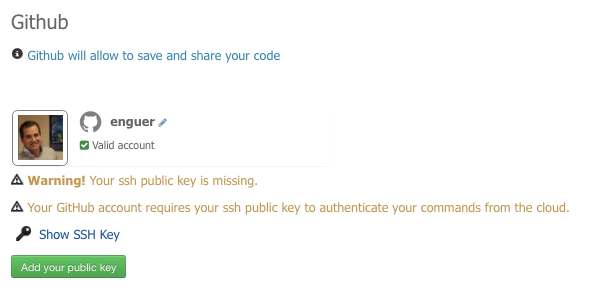 Github
Github will allow to save and share your code
enguer
Valid account
Warning! Your ssh public key is missing.
Your GitHub account requires your ssh public key to authenticate your commands from the cloud.
Show SSH Key
Add your public key